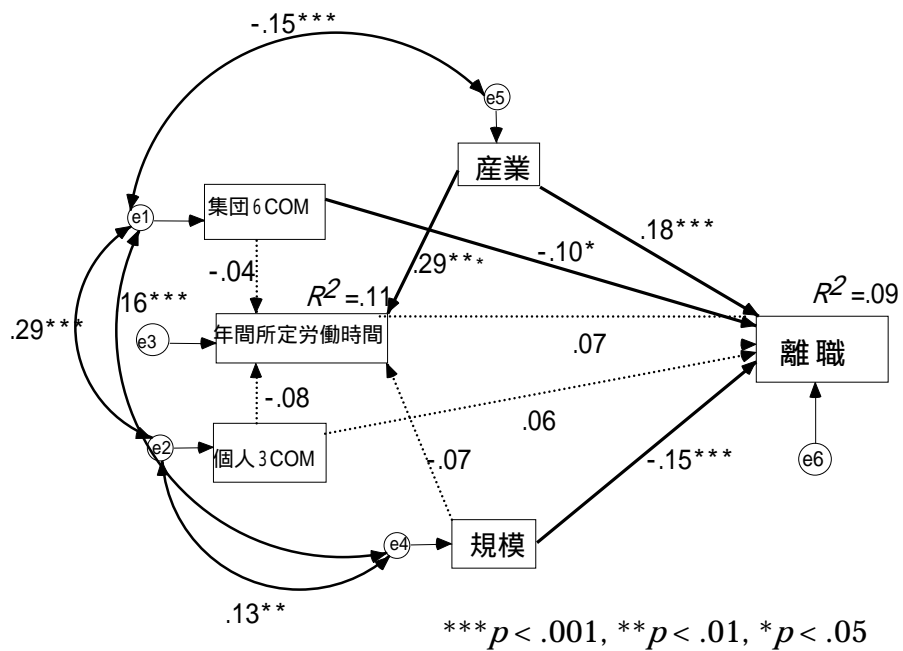 -.15***
e5
産業
集団6COM
e1
.18***
-.10*
-.04
.29***
R²=.11
R²=.09
.16***
.29***
年間所定労働時間
e3
.07
離職
-.08
.06
e2
個人3COM
-.07
-.15***
e6
e4
規模
.13**
***p< .001, **p< .01, *p< .05